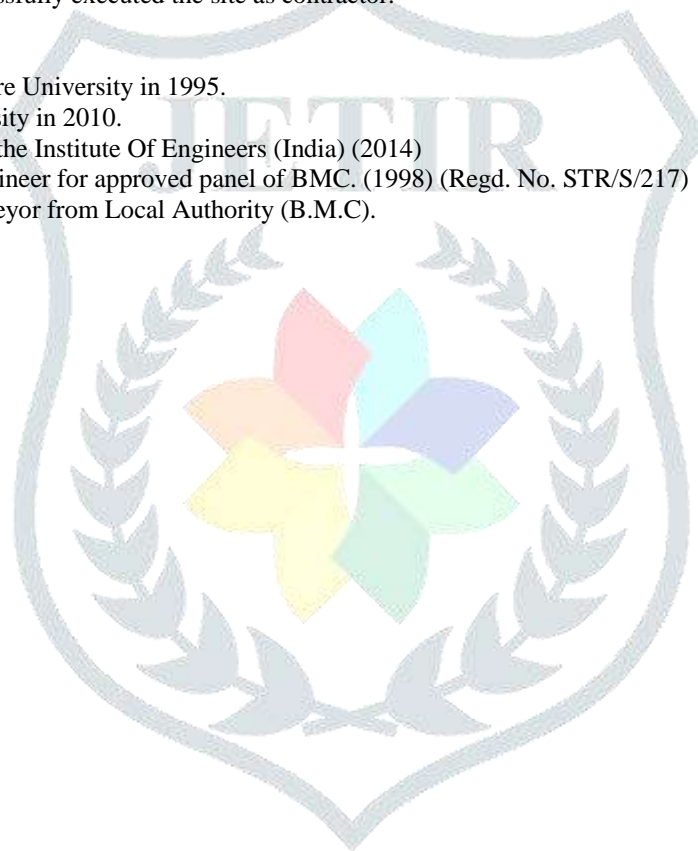 ssfully executed the site as contractor.
re University in 1995.
sity in 2010.
the Institute Of Engineers (India) (2014)
gineer for approved panel of BMC. (1998) (Regd. No. STR/S/217)
eyor from Local Authority (B.M.C).
JETIR